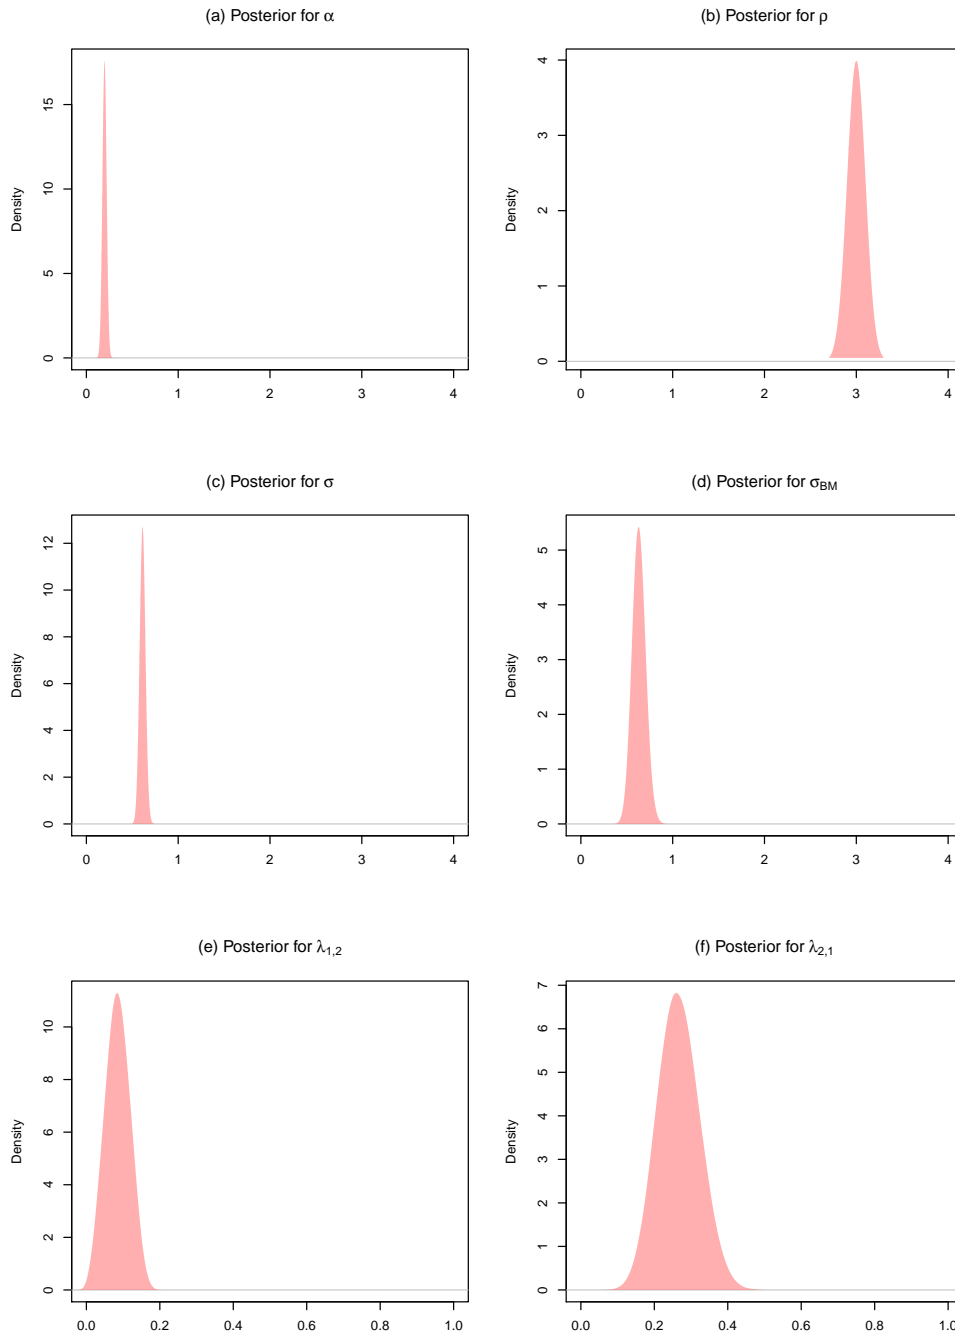 (a) Posterior for α
(b) Posterior for ρ
Density
0 5 10 15
0 1 2 3 4
Density
0 1 2 3 4
0 1 2 3 4
(c) Posterior for σ
(d) Posterior for σBM
Density
0 2 4 6 8 10 12
0 1 2 3 4
Density
0 1 2 3 4 5
0 1 2 3 4
(e) Posterior for λ1,2
(f) Posterior for λ2,1
Density
0 2 4 6 8 10
0.0 0.2 0.4 0.6 0.8 1.0
Density
0 1 2 3 4 5 6 7
0.0 0.2 0.4 0.6 0.8 1.0